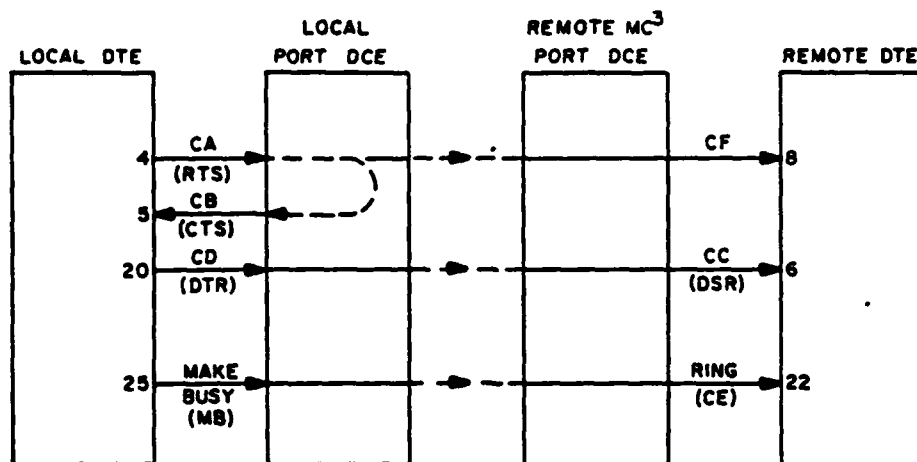 LOCAL DTE
LOCAL
PORT DCE
REMOTE MC³
PORT DCE
REMOTE DTE
4
CA
(RTS)
CF
8
5
CB
(CTS)
20
CD
(DTR)
CC
(DSR)
6
25
MAKE
BUSY
(MB)
RING
(CE)
22